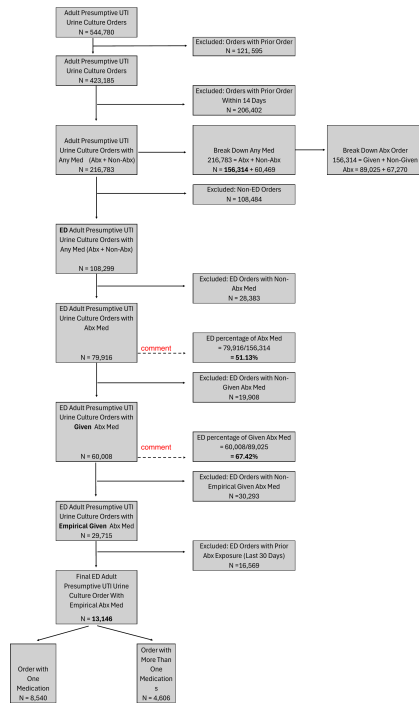 Adult Presumptive UTI
Urine Culture Orders
N = 544,780
Excluded: Orders with Prior Order
N = 121, 595
Adult Presumptive UTI
Urine Culture Orders
N = 423,185
Excluded: Orders with Prior Order
Within 14 Days
N = 206,402
Adult Presumptive UTI
Urine Culture Orders with
Any Med (Abx + Non-Abx)
N = 216,783
Break Down Any Med
216,783 = Abx + Non-Abx
N = 156,314 + 60,469
Break Down Abx Order
156,314 = Given + Non-Given
Abx = 89,025 + 67,270
Excluded: Non-ED Orders
N = 108,484
ED Adult Presumptive UTI
Urine Culture Orders with
Any Med (Abx + Non-Abx)
N = 108,299
Excluded: ED Orders with Non-
Abx Med
N = 28,383
ED Adult Presumptive UTI
Urine Culture Orders with
Abx Med
N = 79,916
comment
ED percentage of Abx Med
= 79,916/156,314
= 51.13%
Excluded: ED Orders with Non-
Given Abx Med
N =19,908
ED Adult Presumptive UTI
Urine Culture Orders with
Given Abx Med
N = 60,008
comment
ED percentage of Given Abx Med
= 60,008/89,025
= 67.42%
Excluded: ED Orders with Non-
Empirical Given Abx Med
N =30,293
ED Adult Presumptive UTI
Urine Culture Orders with
Empirical Given Abx Med
N = 29,715
Excluded: ED Orders with Prior
Abx Exposure (Last 30 Days)
N =16,569
Final ED Adult
Presumptive UTI Urine
Culture Order With
Empirical Abx Med
N = 13,146
Order with
One
Medication
N = 8,540
Order with
More Than
One
Medication
s
N = 4,606